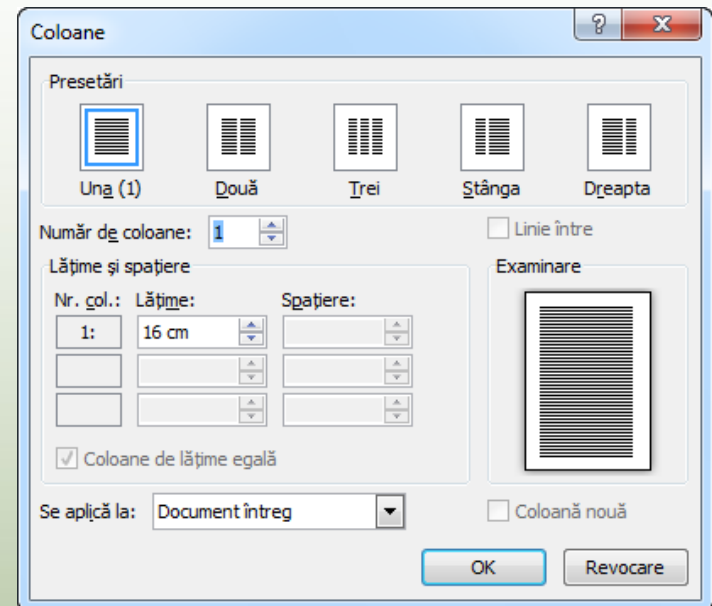 Coloane
Presetări
Una (1) Două Trei Stânga Dreapta
Număr de coloane: 1 Linie între
Lățime și spațiere Examinare
Nr. col.: Lățime: Spațiere:
1: 16 cm
Coloane de lățime egală
Se aplică la: Document întreg Coloană nouă
OK Revocare